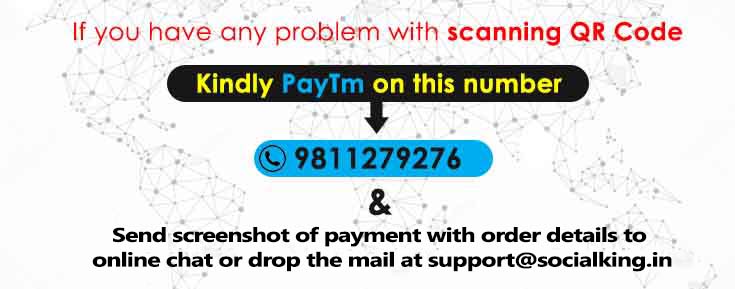 If you have any problem with scanning QR Code
Kindly PayTm on this number
9811279276
&
Send screenshot of payment with order details to
online chat or drop the mail at support@socialking.in